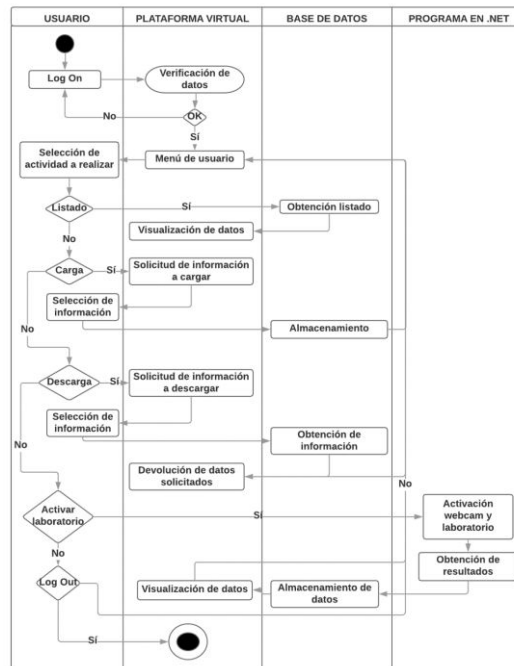 USUARIO
PLATAFORMA VIRTUAL
BASE DE DATOS
PROGRAMA EN .NET
Log On
Verificación de
datos
No
OK
Sí
Selección de
actividad a realizar
Menú de usuario
Listado
Sí
Obtención listado
Visualización de datos
No
Carga
Sí
Solicitud de información
a cargar
Selección de
información
No
Almacenamiento
Descarga
Sí
Solicitud de información
a descargar
Selección de
información
No
Obtención de
información
Devolución de datos
solicitados
No
Activar
laboratorio
Sí
Activación
webcam y
laboratorio
No
Obtención de
resultados
Log Out
Visualización de datos
Almacenamiento de
datos
Sí